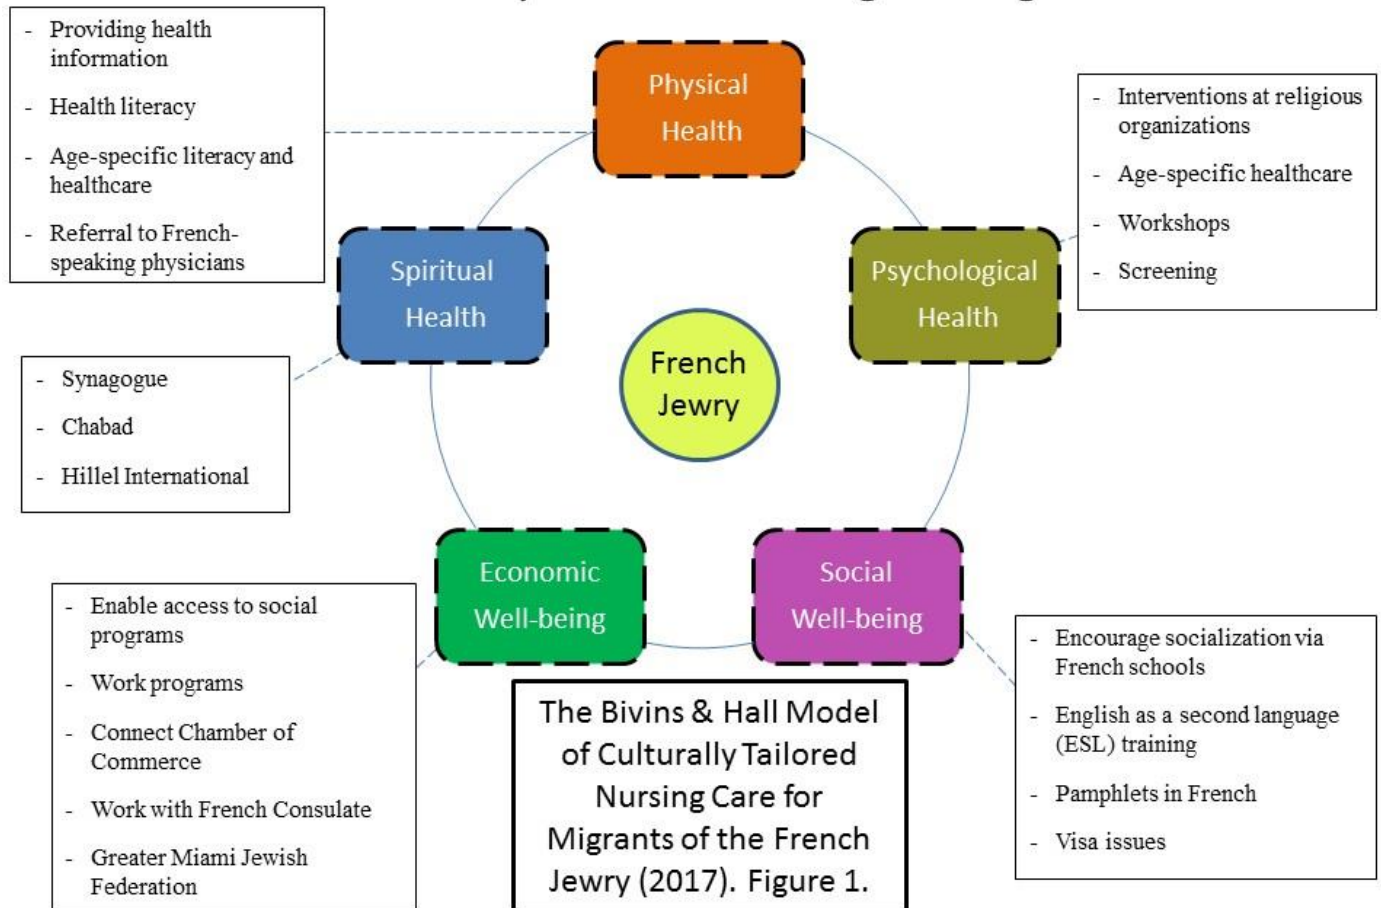 - Providing health
information
- Health literacy
- Age-specific literacy and
healthcare
- Referral to French-
speaking physicians
Physical
Health
- Interventions at religious
organizations
- Age-specific healthcare
- Workshops
- Screening
Spiritual
Health
Psychological
Health
French
Jewry
- Synagogue
- Chabad
- Hillel International
Economic
Well-being
Social
Well-being
- Enable access to social
programs
- Work programs
- Connect Chamber of
Commerce
- Work with French Consulate
- Greater Miami Jewish
Federation
The Bivins & Hall Model
of Culturally Tailored
Nursing Care for
Migrants of the French
Jewry (2017). Figure 1.
- Encourage socialization via
French schools
- English as a second language
(ESL) training
- Pamphlets in French
- Visa issues